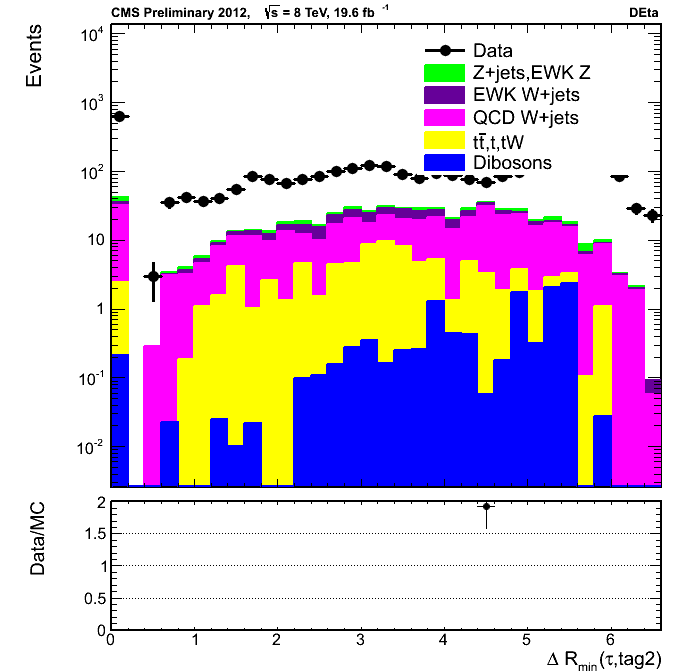 CMS Preliminary 2012, √s = 8 TeV, 19.6 fb⁻¹ DEta
Events
Data
Z+jets,EWK Z
EWK W+jets
QCD W+jets
tt̄,t,tW
Dibosons
10⁴
10³
10²
10
1
10⁻¹
10⁻²
Data/MC
2
1.5
1
0.5
0
0 1 2 3 4 5 6
Δ R_min(τ,tag2)